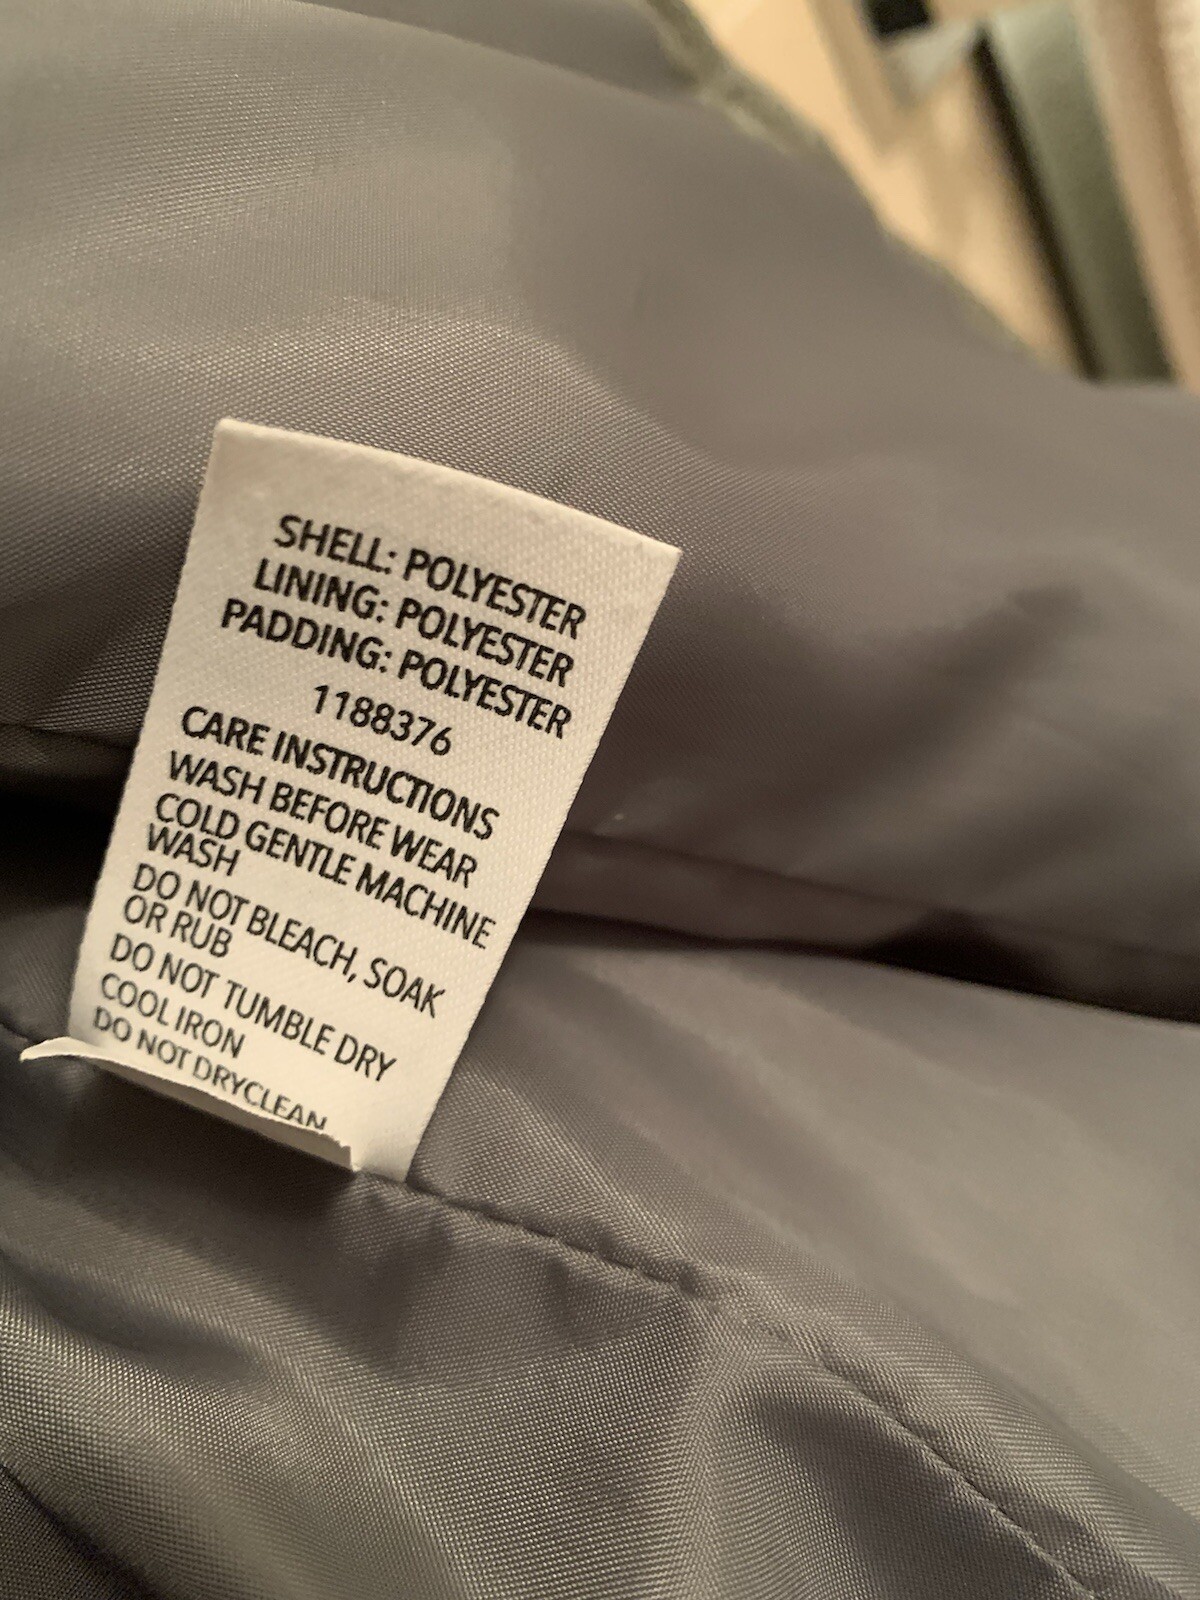 SHELL: POLYESTER
LINING: POLYESTER
PADDING: POLYESTER
1188376
CARE INSTRUCTIONS
WASH BEFORE WEAR
COLD GENTLE MACHINE
WASH
DO NOT BLEACH, SOAK
OR RUB
DO NOT TUMBLE DRY
COOL IRON
DO NOT DRYCLEAN